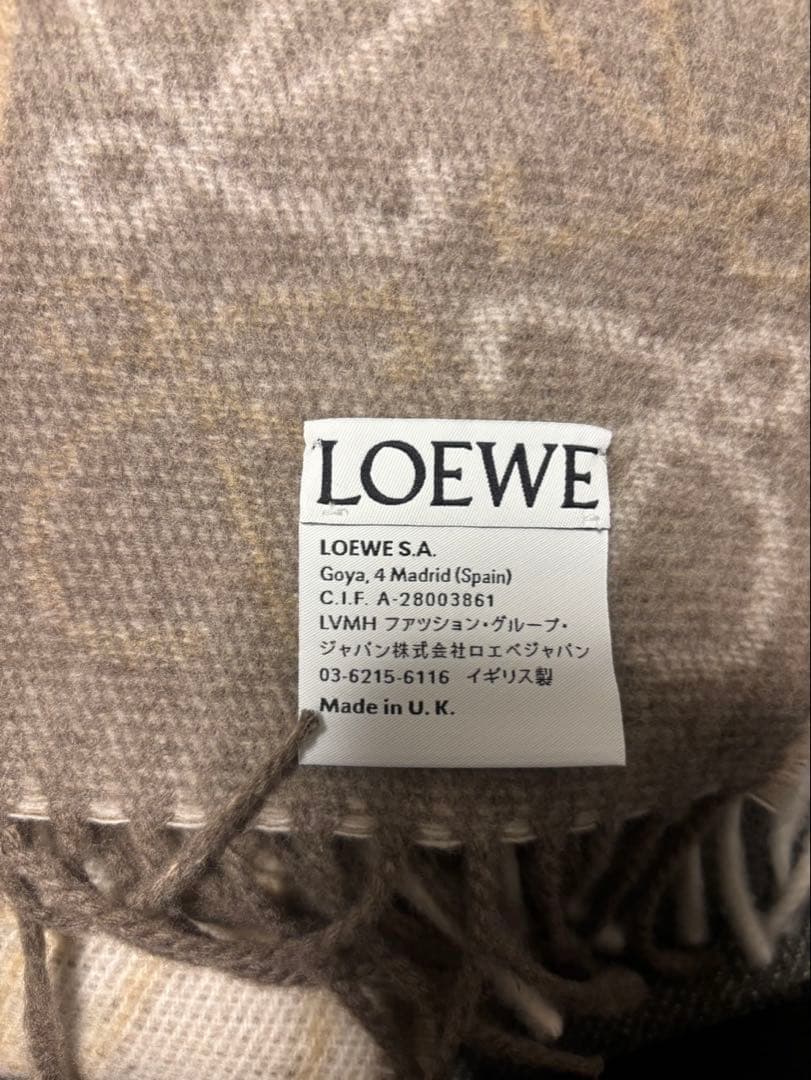 LOEWE
LOEWE S.A.
Goya, 4 Madrid (Spain)
C.I.F. A-28003861
LVMH ファッション・グループ・
ジャパン株式会社ロエベジャパン
03-6215-6116 イギリス製
Made in U. K.